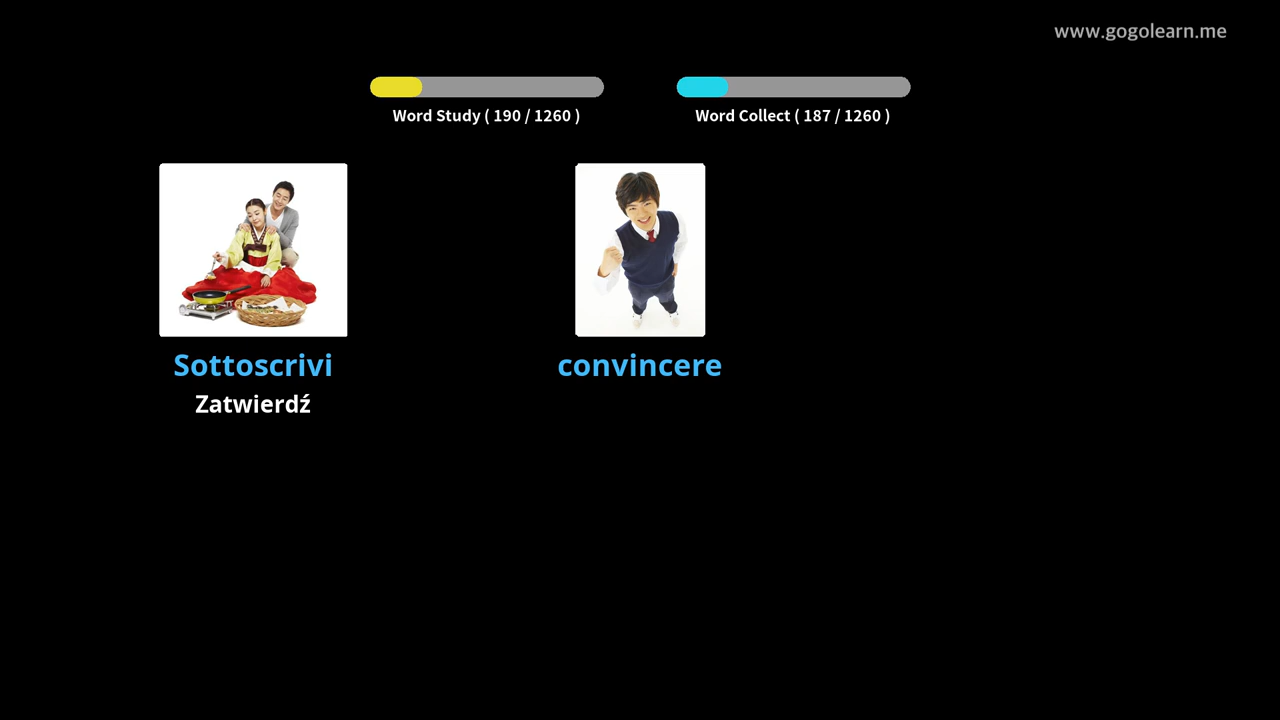 www.gogolearn.me
Word Study ( 190 / 1260 )
Word Collect ( 187 / 1260 )
Sottoscrivi
convincere
Zatwierdź